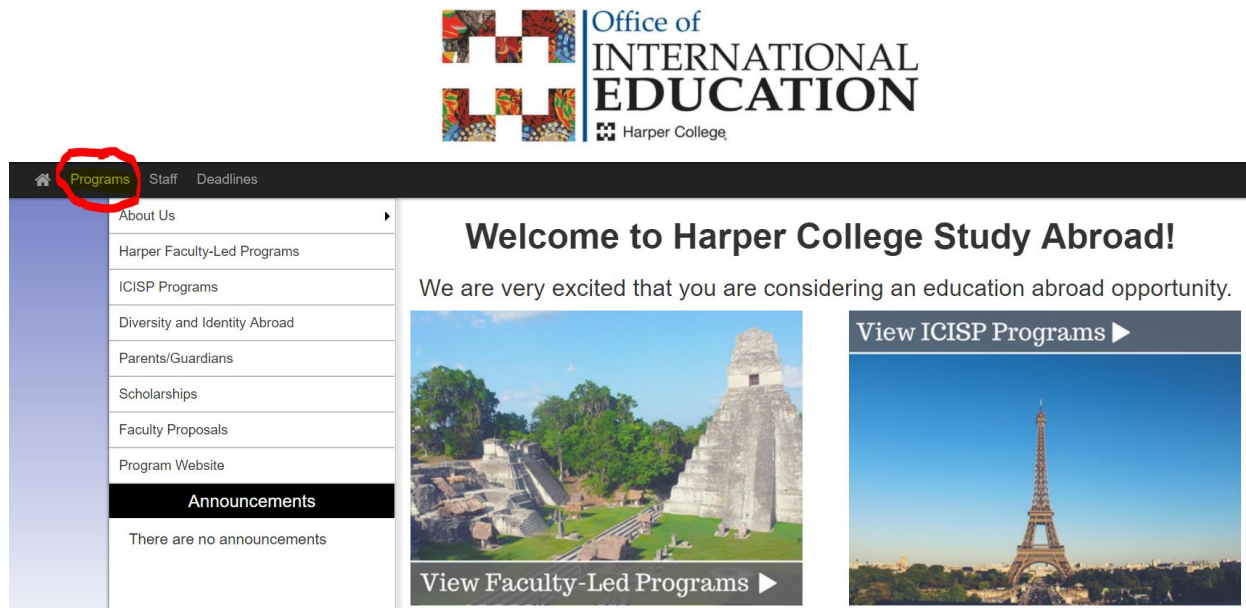 Office of
INTERNATIONAL
EDUCATION
Harper College
Programs Staff Deadlines
About Us
Harper Faculty-Led Programs
ICISP Programs
Diversity and Identity Abroad
Parents/Guardians
Scholarships
Faculty Proposals
Program Website
Announcements
There are no announcements
Welcome to Harper College Study Abroad!
We are very excited that you are considering an education abroad opportunity.
View Faculty-Led Programs ▶
View ICISP Programs ▶